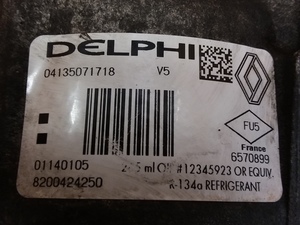 DELPHI
04135071718 V5
FU5
France
6570899
01140105 ml OIL #12345923 OR EQUIV.
8200424250 R-134a REFRIGERANT